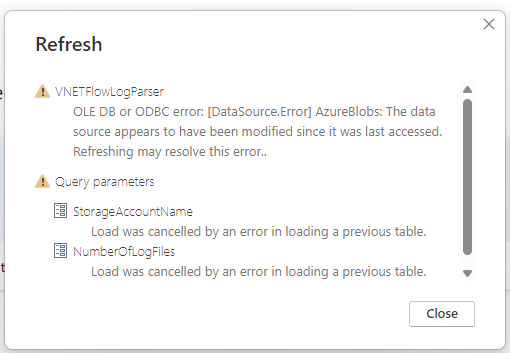 Refresh
VNETFlowLogParser
OLE DB or ODBC error: [DataSource.Error] AzureBlobs: The data
source appears to have been modified since it was last accessed.
Refreshing may resolve this error..
Query parameters
StorageAccountName
Load was cancelled by an error in loading a previous table.
NumberOfLogFiles
Load was cancelled by an error in loading a previous table.
Close